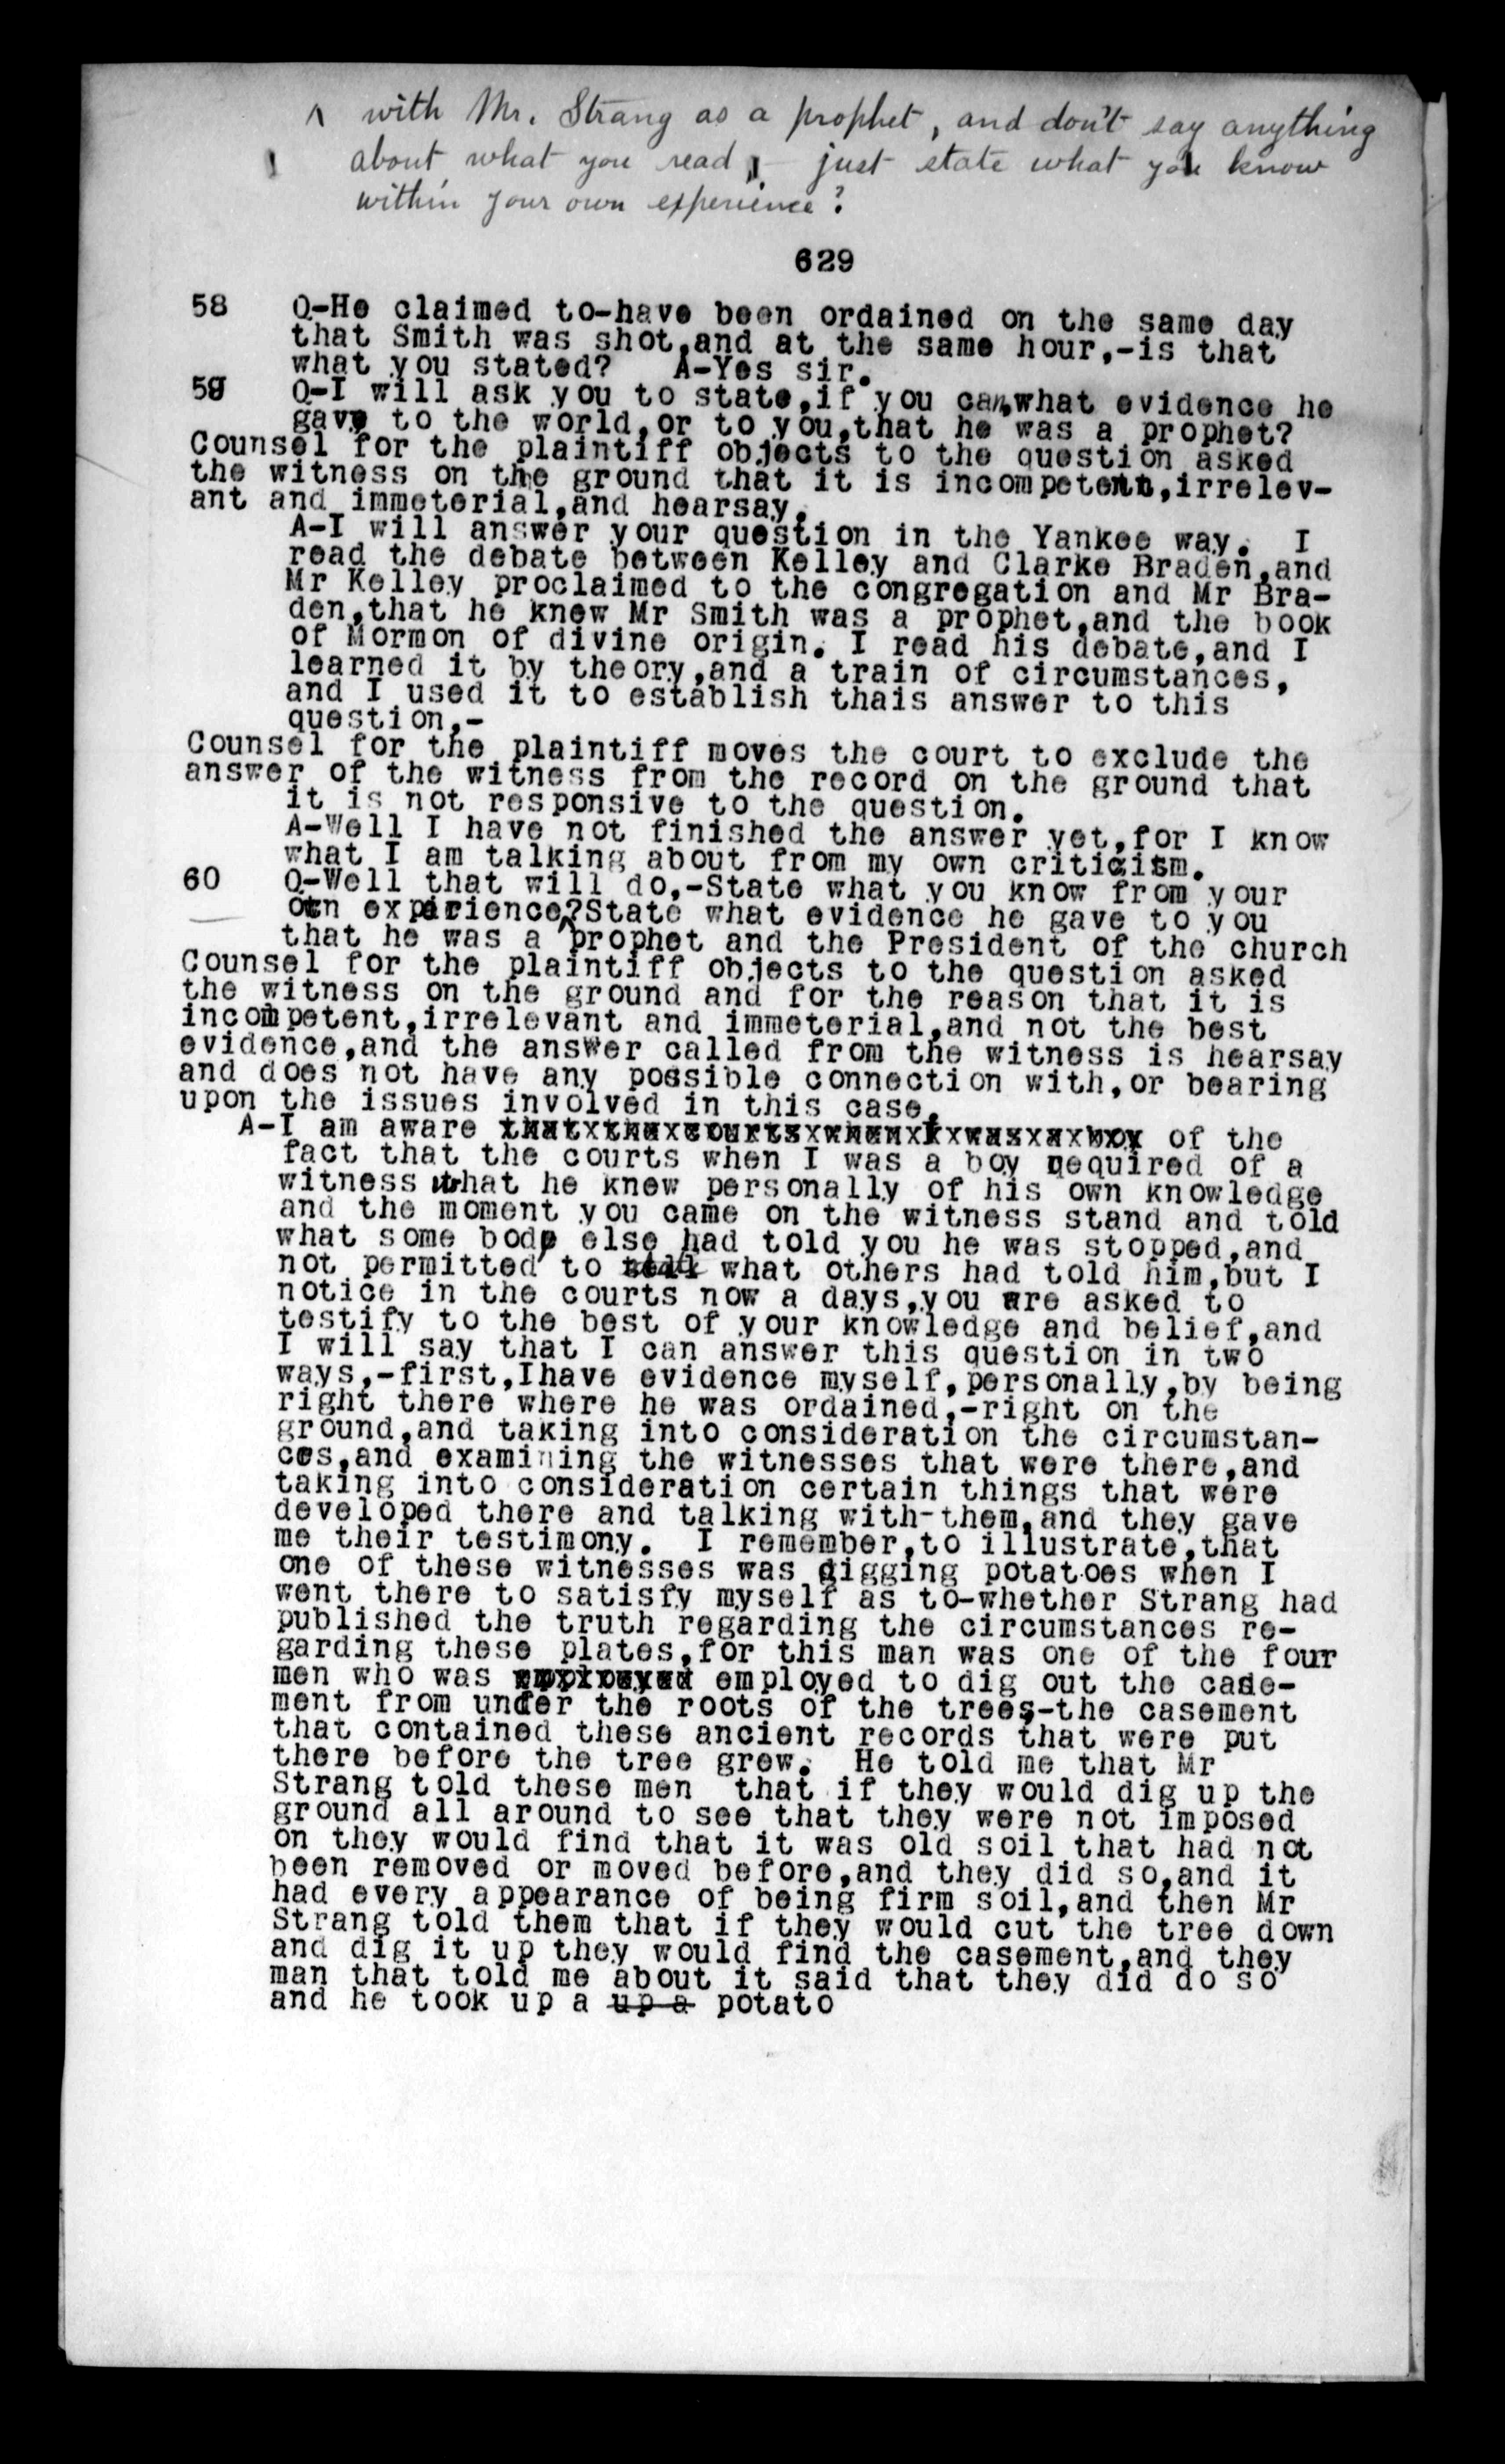 ^ with Mr. Strang as a prophet, and don't say anything
about what you read, - just state what you know
within your own experience?
629
58 Q-He claimed to-have been ordained on the same day
that Smith was shot,and at the same hour,-is that
what you stated? A-Yes sir.
59 Q-I will ask you to state,if you can,what evidence he
gave to the world,or to you,that he was a prophet?
Counsel for the plaintiff objects to the question asked
the witness on the ground that it is incompetent,irrelev-
ant and immeterial,and hearsay.
A-I will answer your question in the Yankee way. I
read the debate between Kelley and Clarke Braden,and
Mr Kelley proclaimed to the congregation and Mr Bra-
den,that he knew Mr Smith was a prophet,and the book
of Mormon of divine origin. I read his debate,and I
learned it by theory,and a train of circumstances,
and I used it to establish thais answer to this
question,-
Counsel for the plaintiff moves the court to exclude the
answer of the witness from the record on the ground that
it is not responsive to the question.
A-Well I have not finished the answer yet,for I know
what I am talking about from my own criticism.
60 Q-Well that will do,-State what you know from your
own experience?^State what evidence he gave to you
that he was a prophet and the President of the church
Counsel for the plaintiff objects to the question asked
the witness on the ground and for the reason that it is
incompetent,irrelevant and immeterial,and not the best
evidence,and the answer called from the witness is hearsay
and does not have any possible connection with,or bearing
upon the issues involved in this case.
A-I am aware thatxthexcourtsxwhenxIxwasxaxboy of the
fact that the courts when I was a boy required of a
witness what he knew personally of his own knowledge
and the moment you came on the witness stand and told
what some body else had told you he was stopped,and
not permitted to what others had told him,but I
notice in the courts now a days,you are asked to
testify to the best of your knowledge and belief,and
I will say that I can answer this question in two
ways,-first,Ihave evidence myself,personally,by being
right there where he was ordained,-right on the
ground,and taking into consideration the circumstan-
ces,and examining the witnesses that were there,and
taking into consideration certain things that were
developed there and talking with-them,and they gave
me their testimony. I remember,to illustrate,that
one of these witnesses was digging potatoes when I
went there to satisfy myself as to-whether Strang had
published the truth regarding the circumstances re-
garding these plates,for this man was one of the four
men who was employed to dig out the case-
ment from under the roots of the trees,-the casement
that contained these ancient records that were put
there before the tree grew. He told me that Mr
Strang told these men that if they would dig up the
ground all around to see that they were not imposed
on they would find that it was old soil that had not
been removed or moved before,and they did so,and it
had every appearance of being firm soil,and then Mr
Strang told them that if they would cut the tree down
and dig it up they would find the casement,and they
man that told me about it said that they did do so
and he took up a up a potato